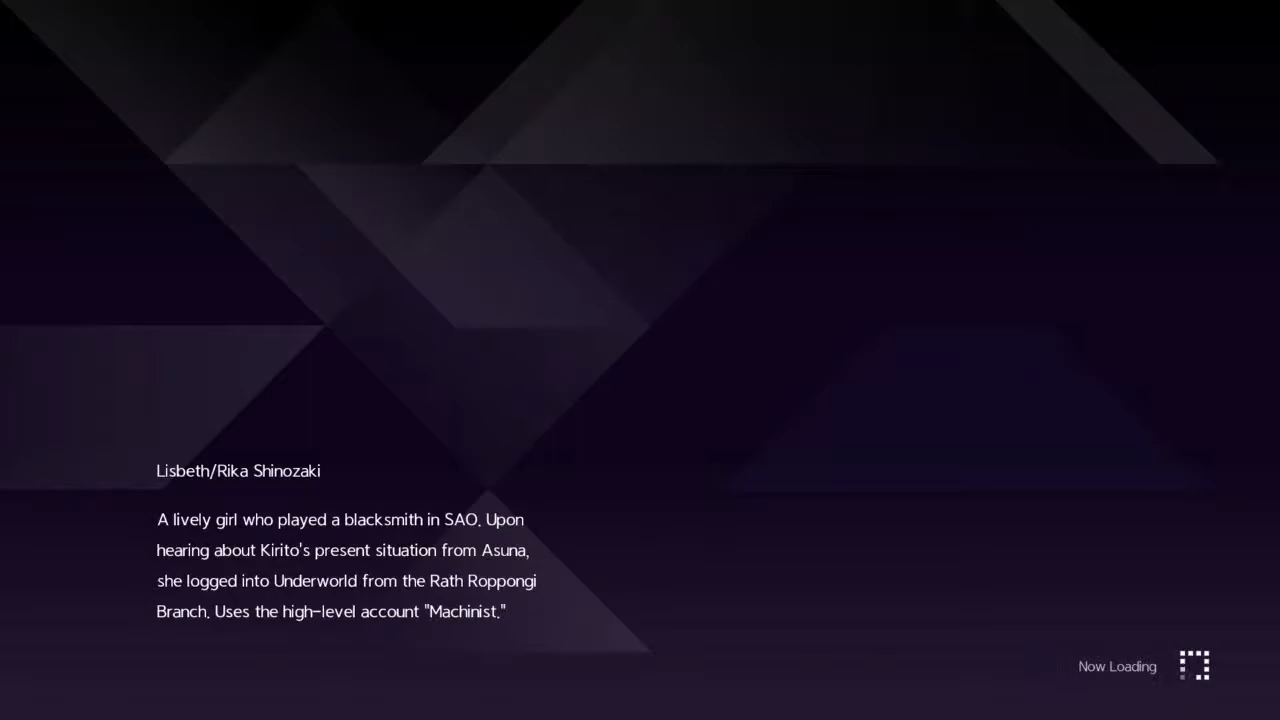 Lisbeth/Rika Shinozaki
A lively girl who played a blacksmith in SAO. Upon
hearing about Kirito's present situation from Asuna,
she logged into Underworld from the Rath Roppongi
Branch. Uses the high-level account "Machinist."
Now Loading